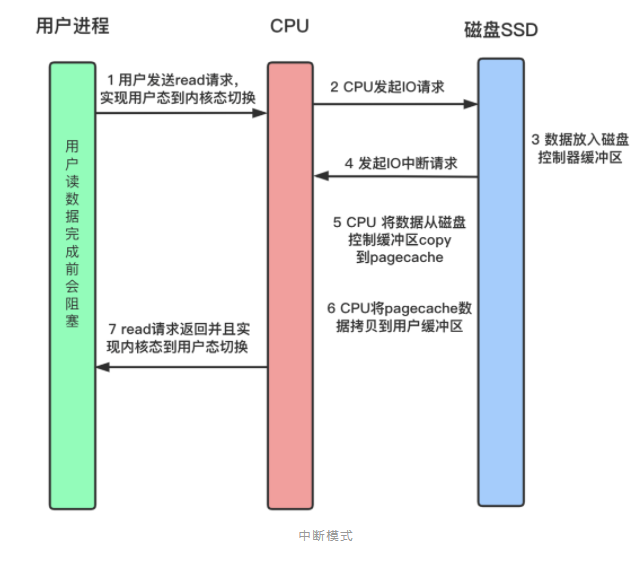 用户进程
CPU
磁盘SSD
1 用户发送read请求，
实现用户态到内核态切换
2 CPU发起IO请求
3 数据放入磁盘
控制器缓冲区
4 发起IO中断请求
用户读数据完成前会阻塞
5 CPU 将数据从磁盘
控制缓冲区copy
到pagecache
6 CPU将pagecache数
据拷贝到用户缓冲区
7 read请求返回并且实
现内核态到用户态切换
中断模式